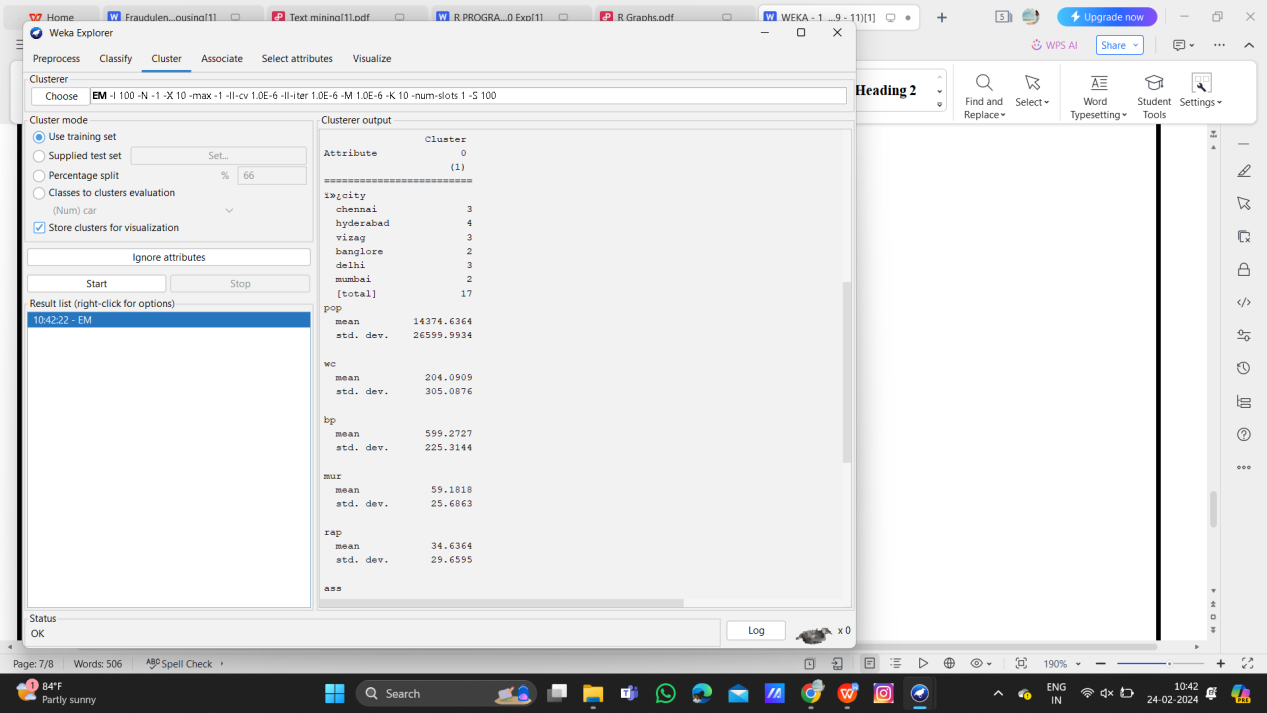 Home
Fraudulen...ousing[1]
Text mining[1].pdf
R PROGRA...0 Exp[1]
R Graphs.pdf
WEKA - 1 ...9 - 11)[1]
5
Upgrade now
WPS AI
Share
Weka Explorer
Preprocess Classify Cluster Associate Select attributes Visualize
Clusterer
Choose EM -I 100 -N -1 -X 10 -max -1 -ll-cv 1.0E-6 -ll-iter 1.0E-6 -M 1.0E-6 -K 10 -num-slots 1 -S 100
Heading 2
Find and Replace
Select
Word Typesetting
Student Tools
Settings
Cluster mode
Use training set
Supplied test set Set...
Percentage split % 66
Classes to clusters evaluation
(Num) car
Store clusters for visualization
Ignore attributes
Start Stop
Result list (right-click for options)
10:42:22 - EM
Clusterer output
Cluster
Attribute 0
(1)
=========================
ï»¿city
chennai 3
hyderabad 4
vizag 3
banglore 2
delhi 3
mumbai 2
[total] 17
pop
mean 14374.6364
std. dev. 26599.9934
wc
mean 204.0909
std. dev. 305.0876
bp
mean 599.2727
std. dev. 225.3144
mur
mean 59.1818
std. dev. 25.6863
rap
mean 34.6364
std. dev. 29.6595
ass
Status
OK
Log x 0
Page: 7/8 Words: 506 Spell Check 190%
1
84°F
Partly sunny
Search
ENG
IN
10:42
24-02-2024